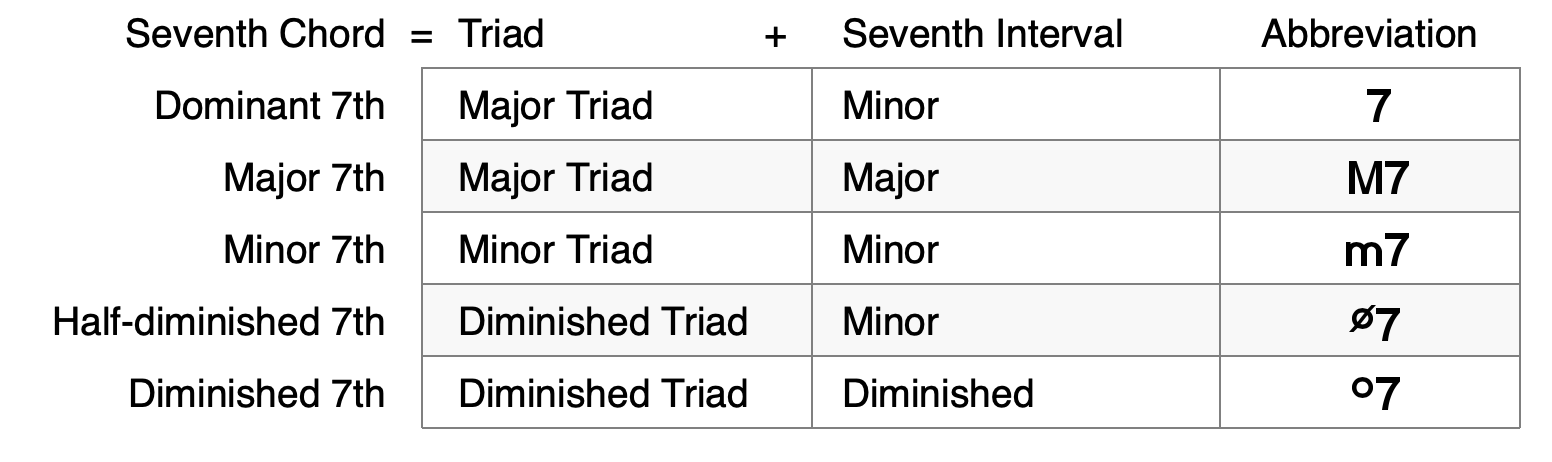 Seventh Chord = Triad + Seventh Interval Abbreviation
Dominant 7th Major Triad Minor 7
Major 7th Major Triad Major M7
Minor 7th Minor Triad Minor m7
Half-diminished 7th Diminished Triad Minor ø7
Diminished 7th Diminished Triad Diminished o7